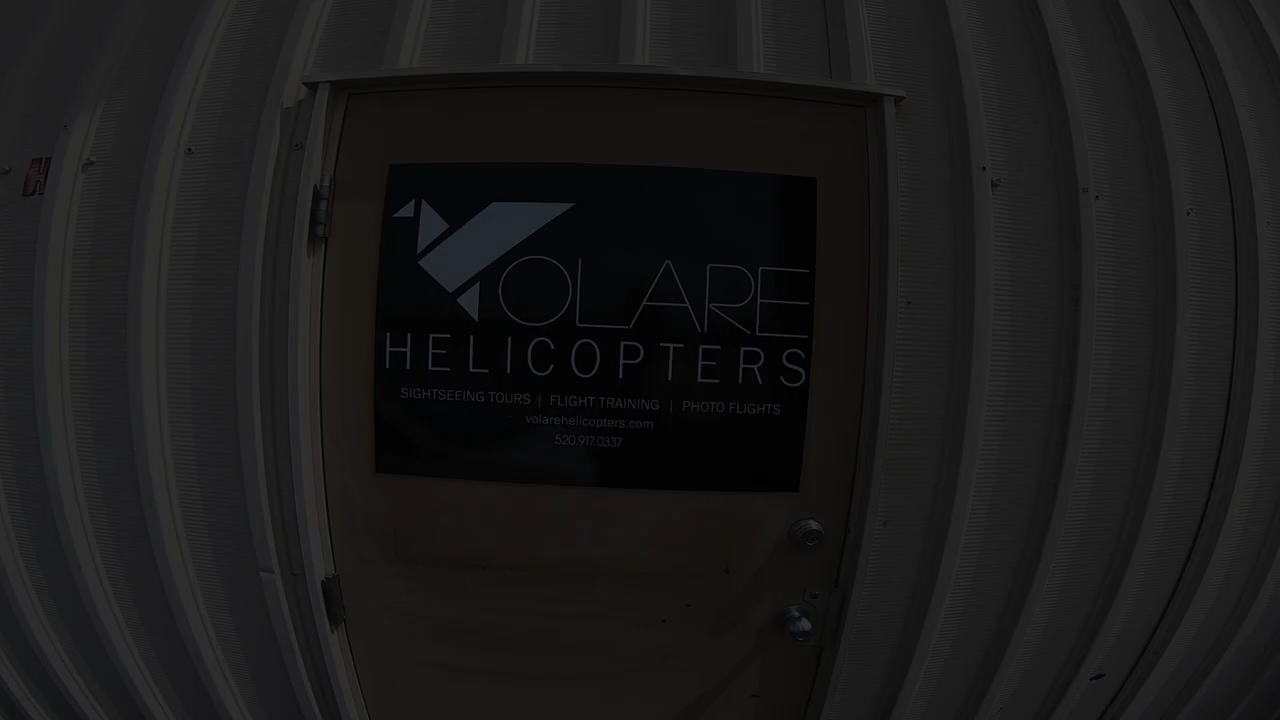 VOLARE
HELICOPTERS
SIGHTSEEING TOURS | FLIGHT TRAINING | PHOTO FLIGHTS
volarehelicopters.com
520.917.0337
H